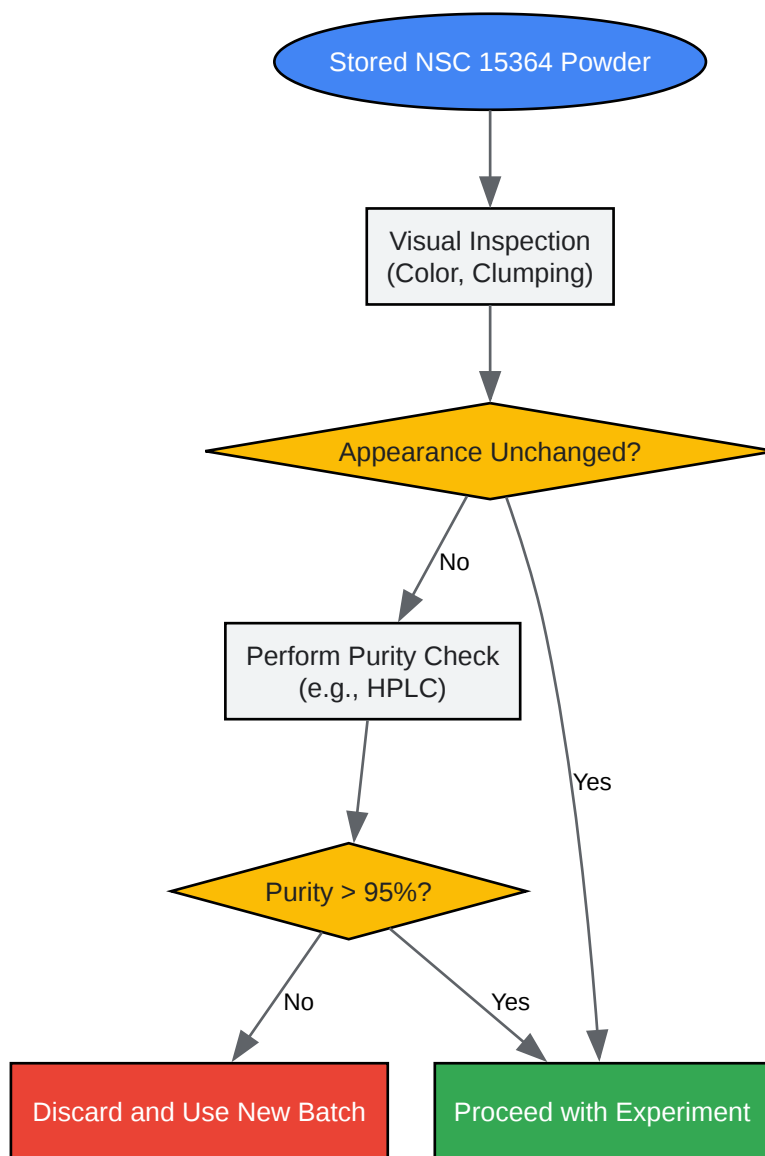 Stored NSC 15364 Powder
Visual Inspection
(Color, Clumping)
Appearance Unchanged?
No
Perform Purity Check
(e.g., HPLC)
Yes
Purity > 95%?
No
Yes
Discard and Use New Batch
Proceed with Experiment